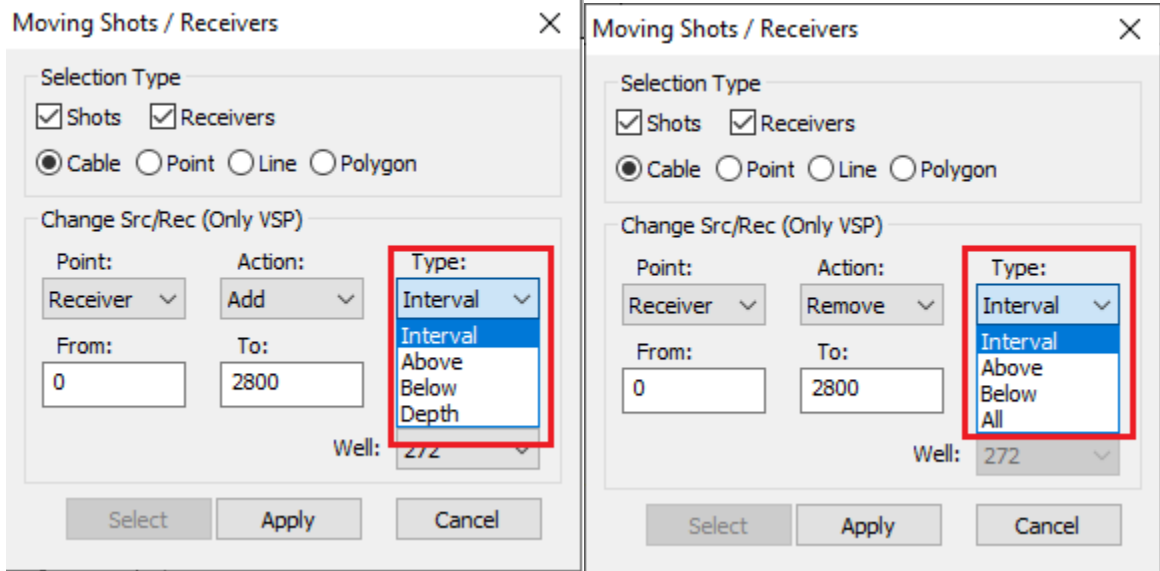 Moving Shots / Receivers
Selection Type
Shots Receivers
Cable Point Line Polygon
Change Src/Rec (Only VSP)
Point: Action: Type:
Receiver Add Interval
Interval
From: To:
Above
0 2800
Below
Depth
Well: 272
Select Apply Cancel
Moving Shots / Receivers
Selection Type
Shots Receivers
Cable Point Line Polygon
Change Src/Rec (Only VSP)
Point: Action: Type:
Receiver Remove Interval
Interval
From: To:
Above
0 2800
Below
All
Well: 272
Select Apply Cancel